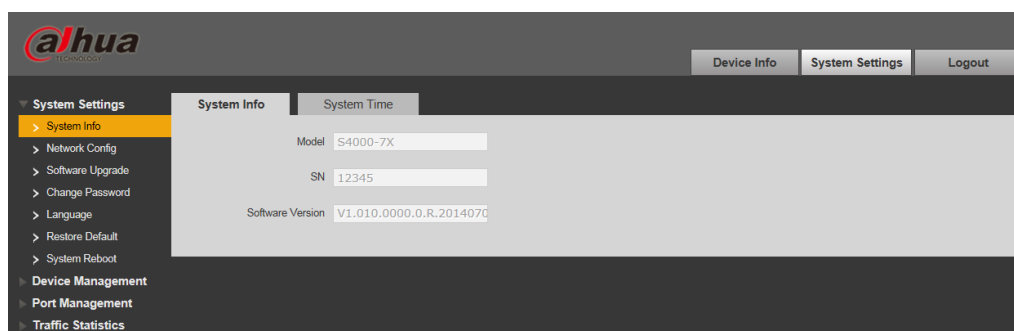 alhua
TECHNOLOGY
Device Info
System Settings
Logout
System Settings
System Info
Network Config
Software Upgrade
Change Password
Language
Restore Default
System Reboot
Device Management
Port Management
Traffic Statistics
System Info
System Time
Model S4000-7X
SN 12345
Software Version V1.010.0000.0.R.2014070